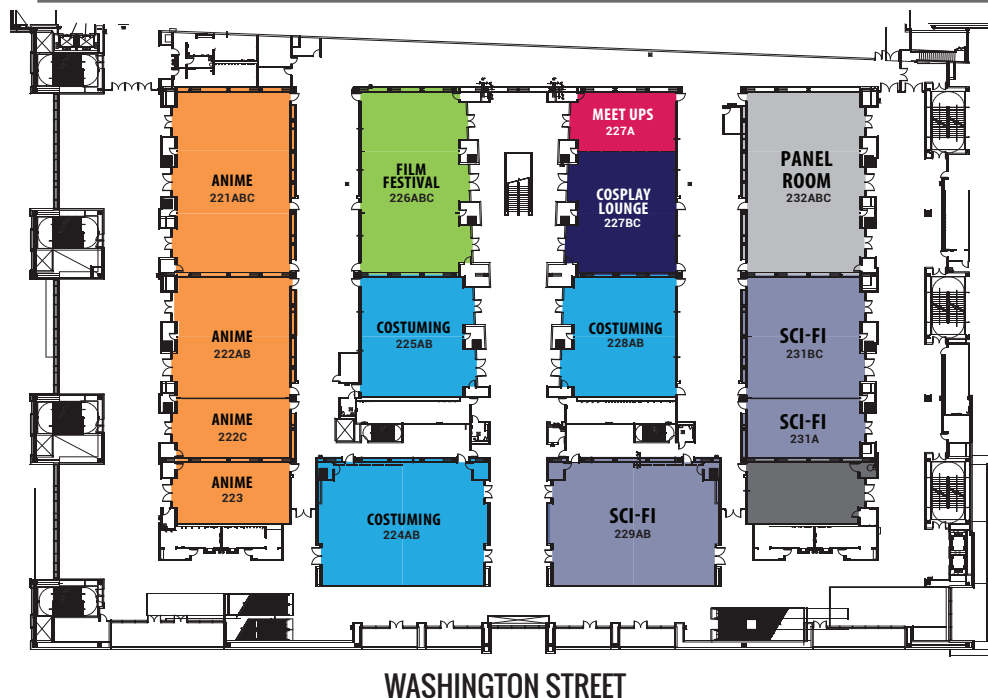 MEET UPS
227A
ANIME
221ABC
FILM
FESTIVAL
226ABC
COSPLAY
LOUNGE
227BC
PANEL
ROOM
232ABC
ANIME
222AB
COSTUMING
225AB
COSTUMING
228AB
SCI-FI
231BC
ANIME
222C
SCI-FI
231A
ANIME
223
COSTUMING
224AB
SCI-FI
229AB
WASHINGTON STREET